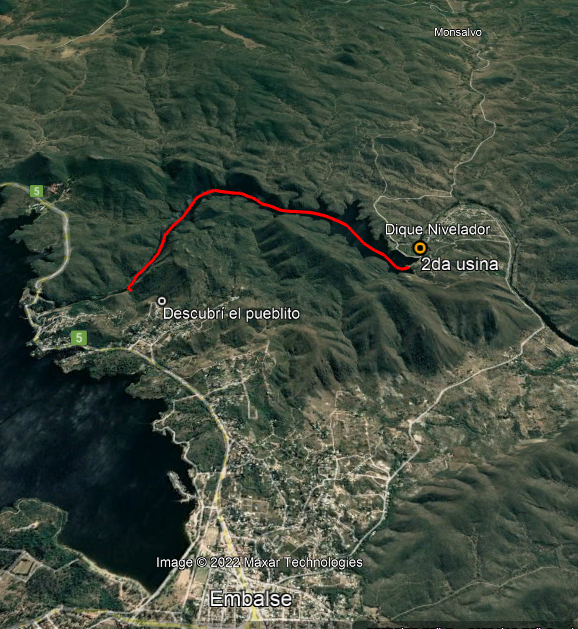 Monsalvo
5
Dique Nivelador
2da usina
Descubrí el pueblito
5
Image © 2022 Maxar Technologies
Embalse